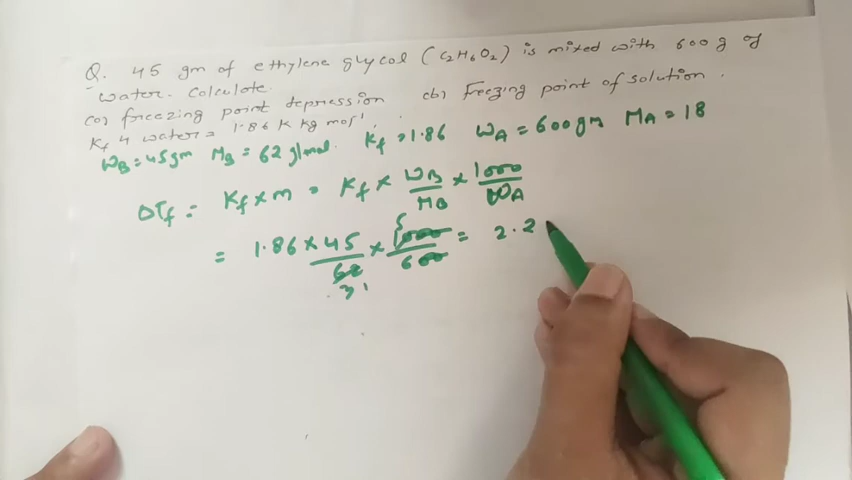 Q. 45 gm of ethylene glycol (C2H6O2) is mixed with 600 g of
water. Calculate
(a) freezing point depression (b) Freezing point of solution.
Kf 4 water = 1.86 K kg mol-1.
WB = 45 gm MB = 62 g/mol. Kf = 1.86 WA = 600 gm MA = 18
ΔTf = Kf × m = Kf × WB/MB × 1000/WA
= 1.86 × 45/62 × 1000/600 = 2.2
31 5